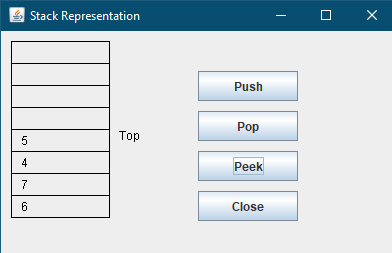 Stack Representation
Push
Pop
Top
5
4
Peek
7
Close
6